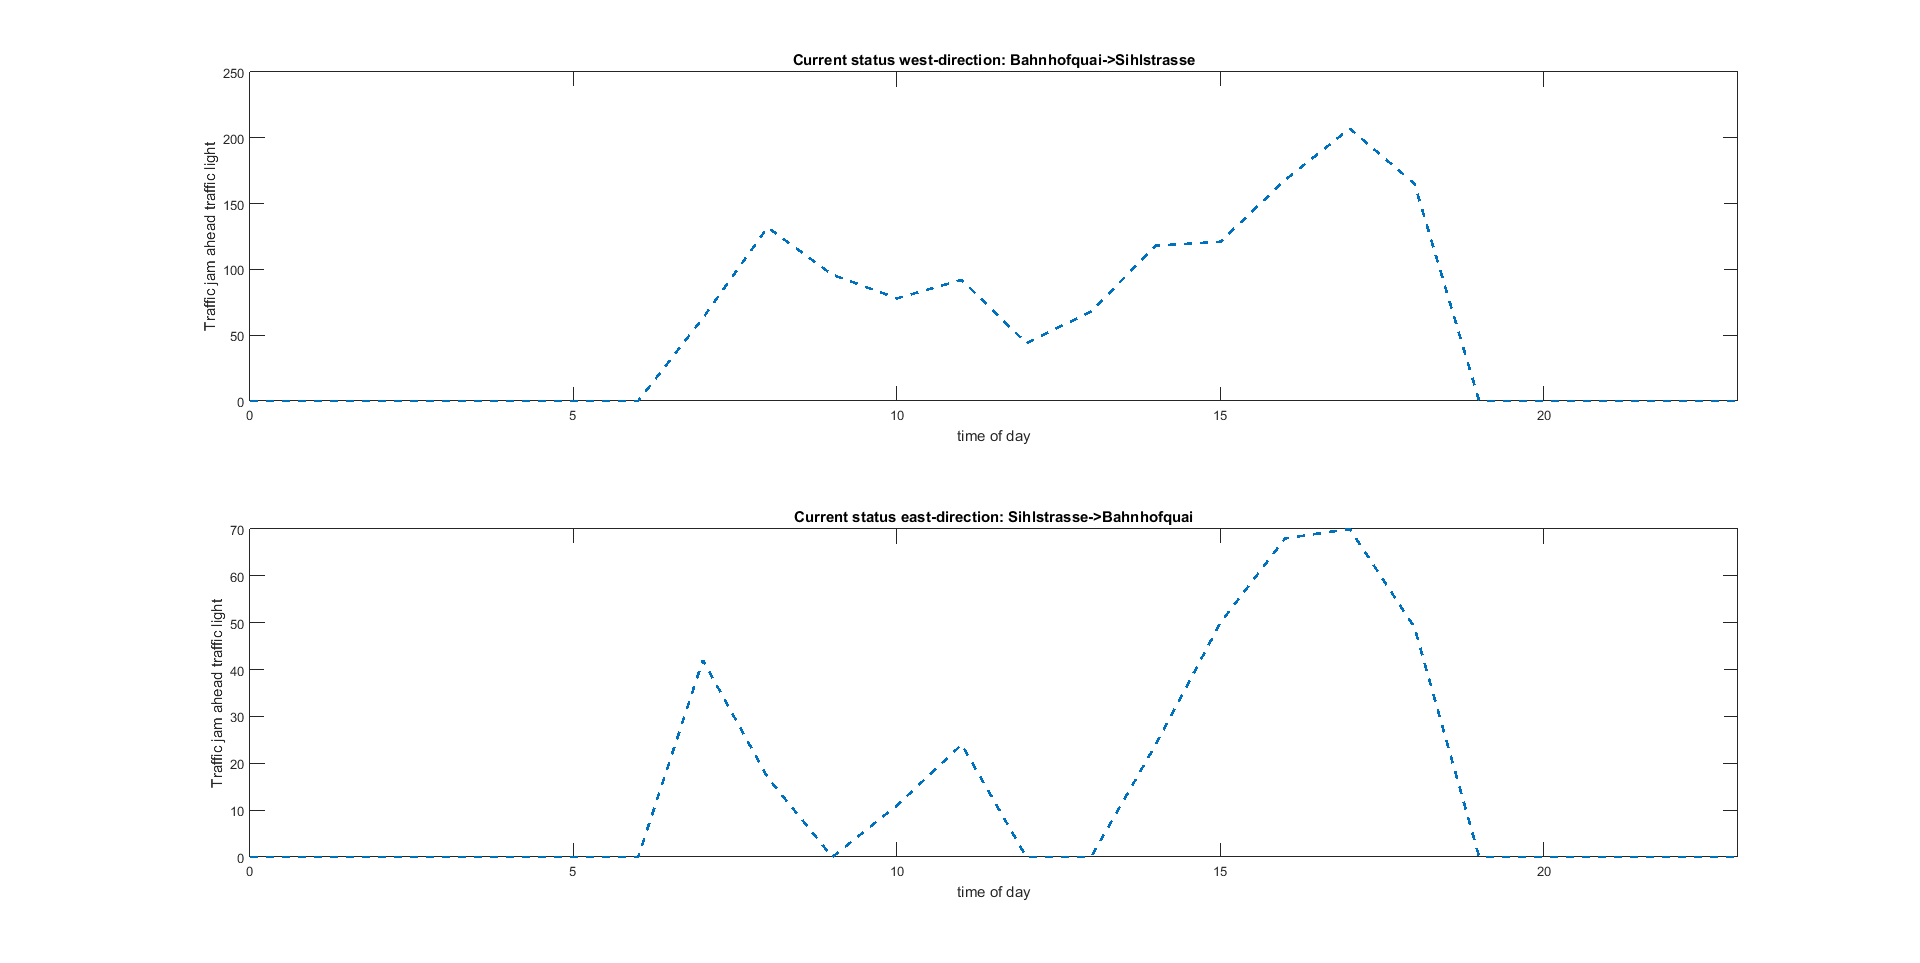 Current status west-direction: Bahnhofquai->Sihlstrasse
250
200
150
100
50
0
Traffic jam ahead traffic light
0 5 10 15 20
time of day
Current status east-direction: Sihlstrasse->Bahnhofquai
70
60
50
40
30
20
10
0
Traffic jam ahead traffic light
0 5 10 15 20
time of day